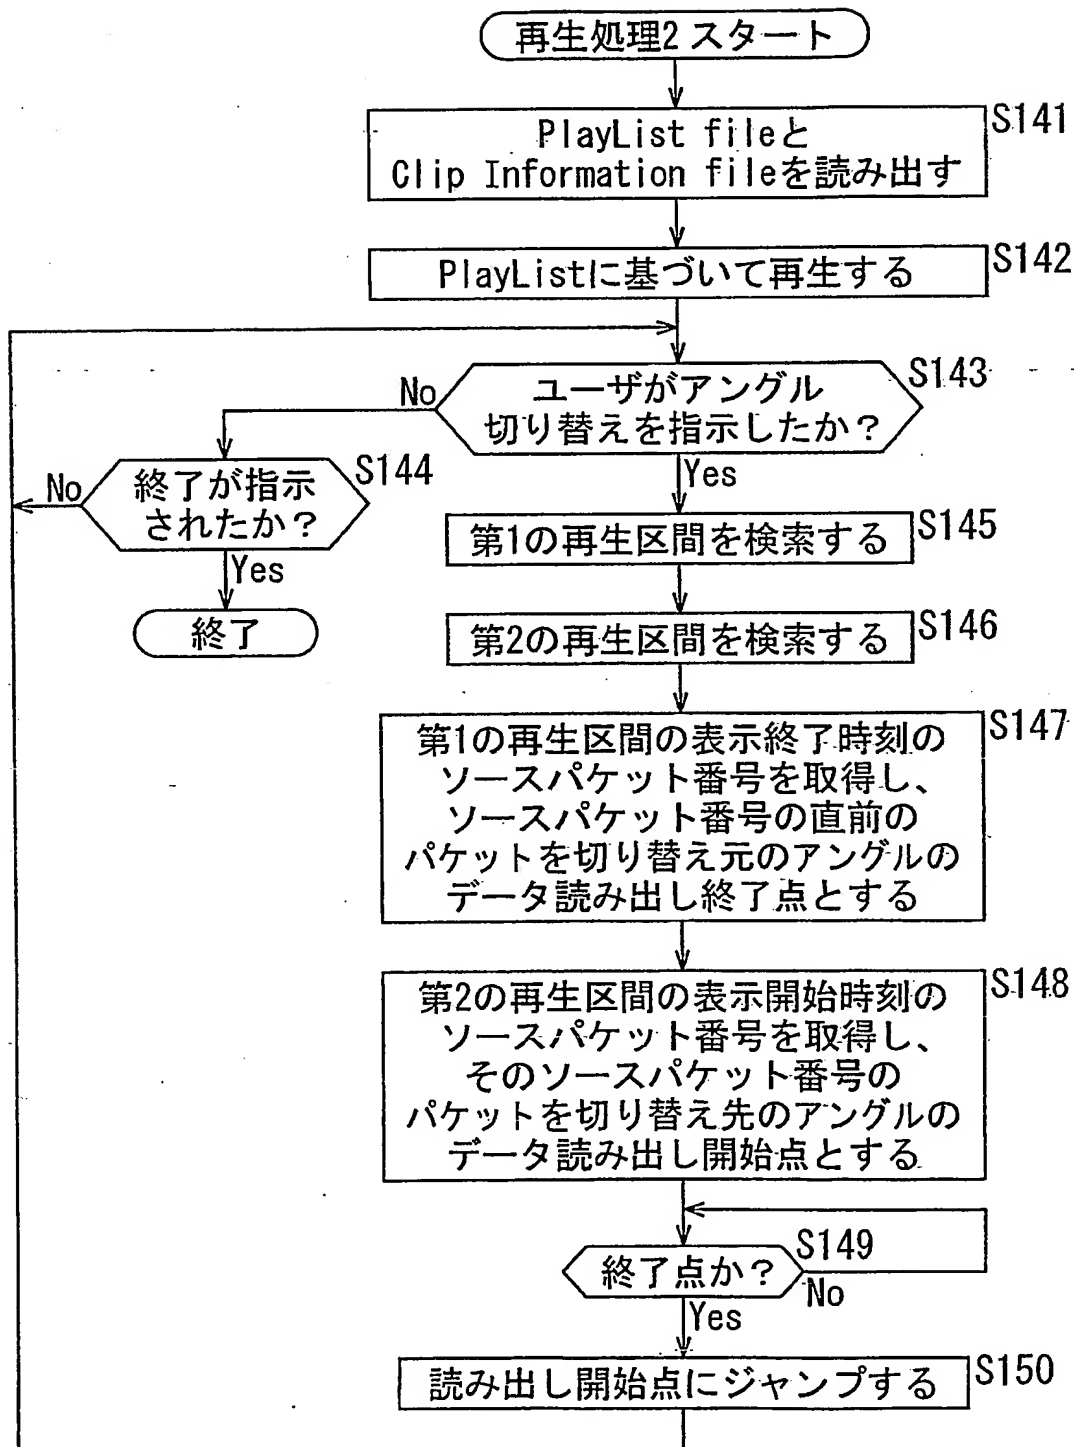 再生処理2 スタート
S141
PlayList fileと
Clip Information fileを読み出す
S142
PlayListに基づいて再生する
S143
ユーザがアングル
切り替えを指示したか?
No
Yes
S144
終了が指示
されたか?
No
Yes
終了
S145
第1の再生区間を検索する
S146
第2の再生区間を検索する
S147
第1の再生区間の表示終了時刻の
ソースパケット番号を取得し、
ソースパケット番号の直前の
パケットを切り替え元のアングルの
データ読み出し終了点とする
S148
第2の再生区間の表示開始時刻の
ソースパケット番号を取得し、
そのソースパケット番号の
パケットを切り替え先のアングルの
データ読み出し開始点とする
S149
終了点か?
No
Yes
S150
読み出し開始点にジャンプする